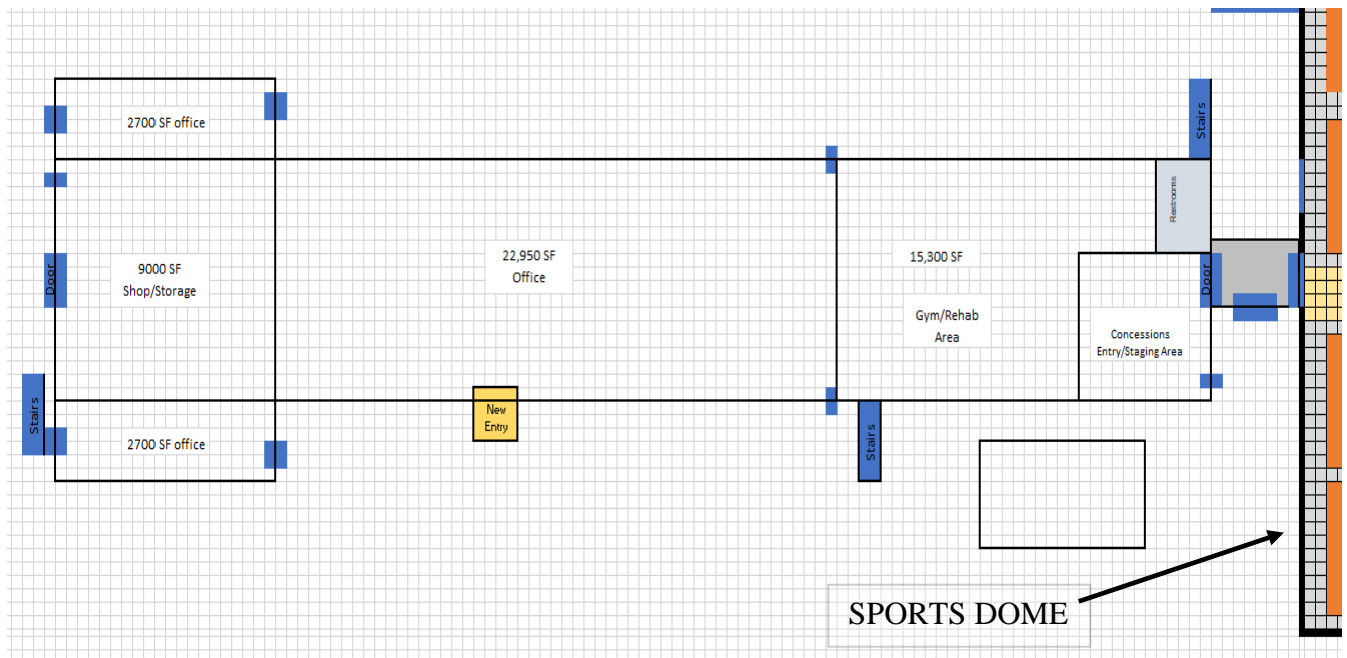 2700 SF office
Stairs
Restrooms
22,950 SF
Office
15,300 SF
9000 SF
Shop/Storage
Door
Door
Gym/Rehab
Area
Concessions
Entry/Staging Area
Stairs
New
Entry
2700 SF office
Stairs
SPORTS DOME